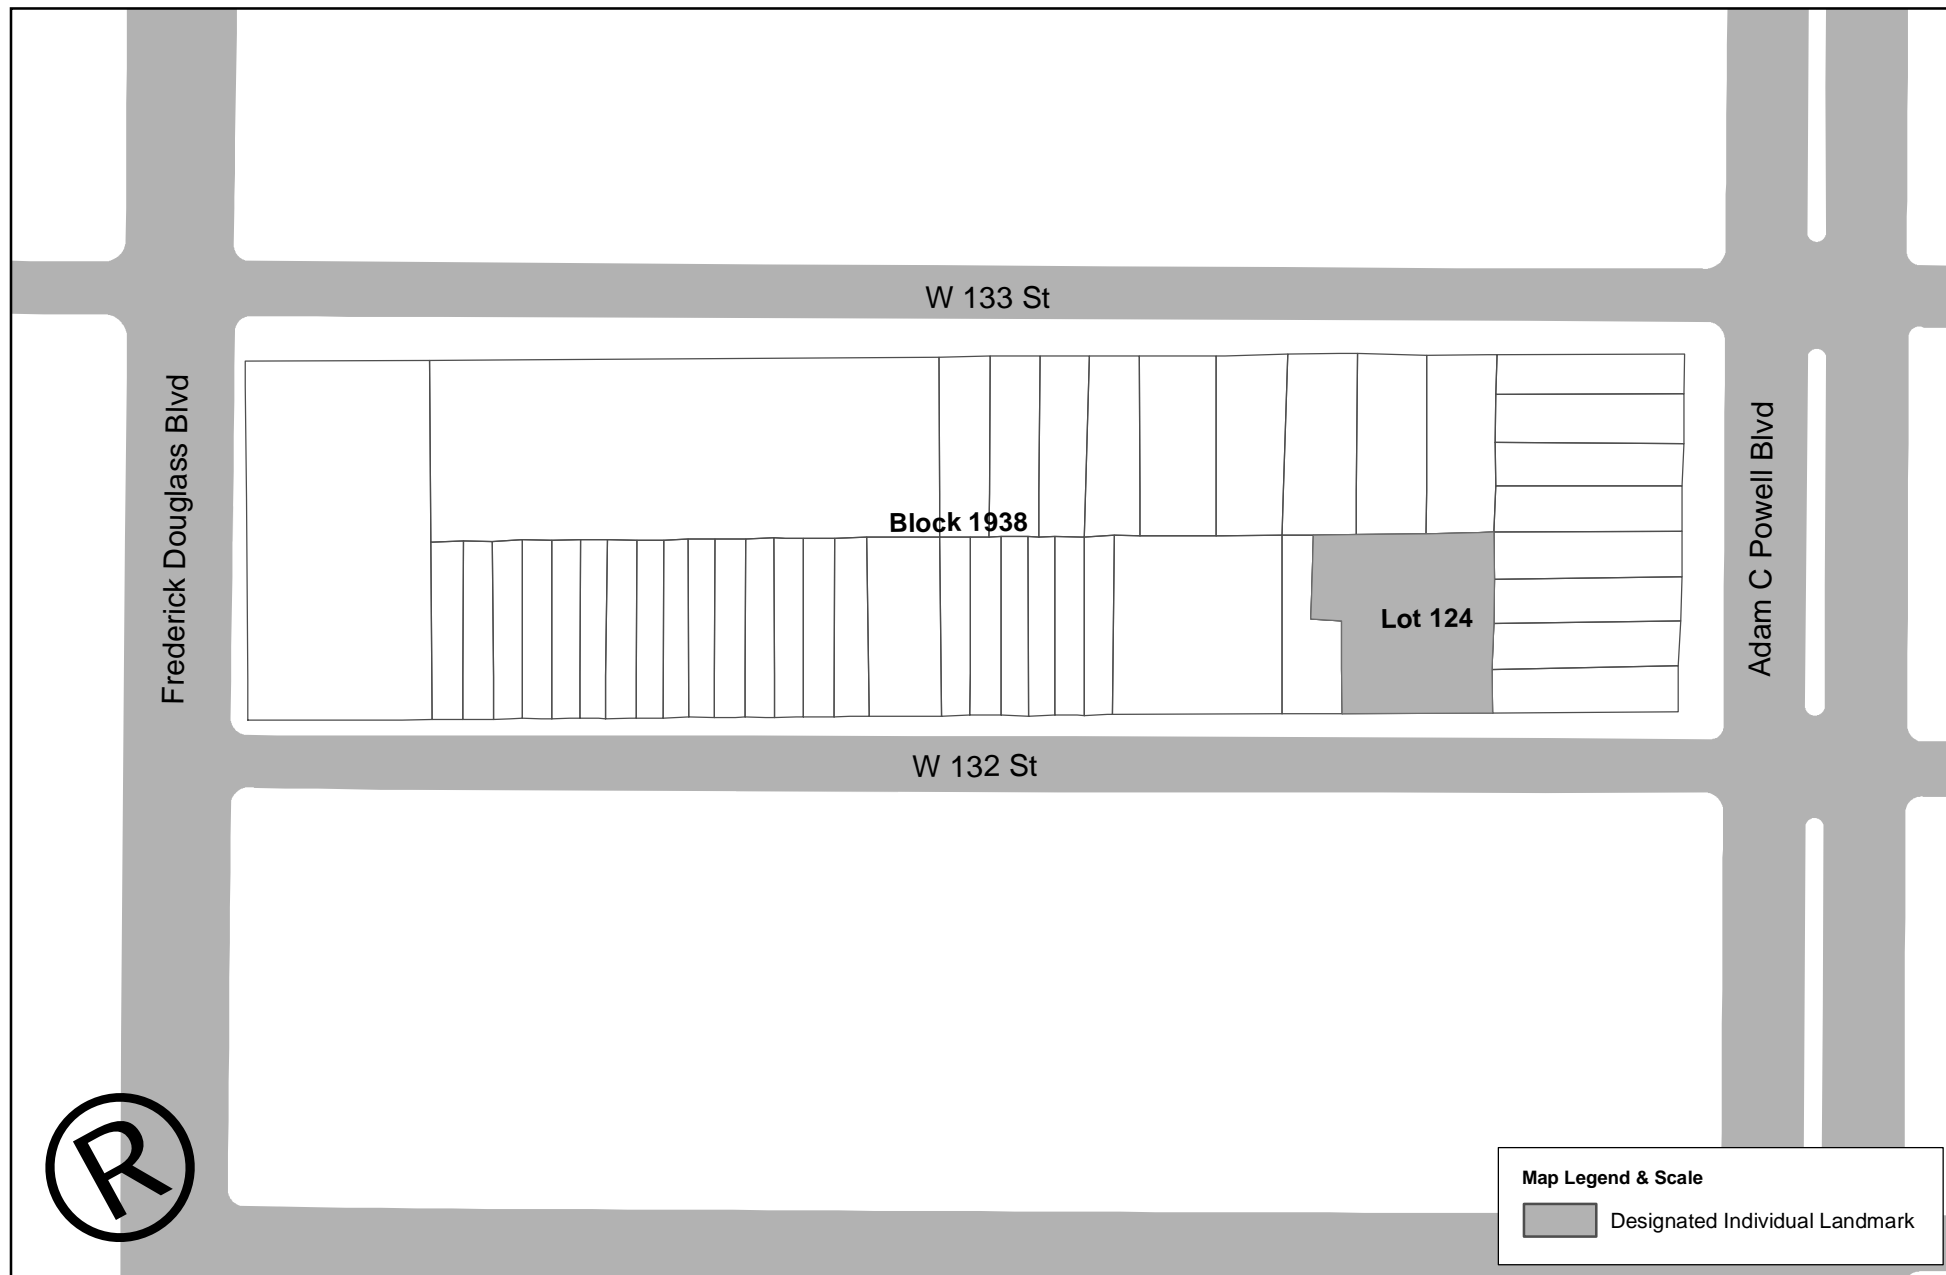 W 133 St
Frederick Douglass Blvd
Adam C Powell Blvd
Block 1938
Lot 124
W 132 St
R
Map Legend & Scale
Designated Individual Landmark